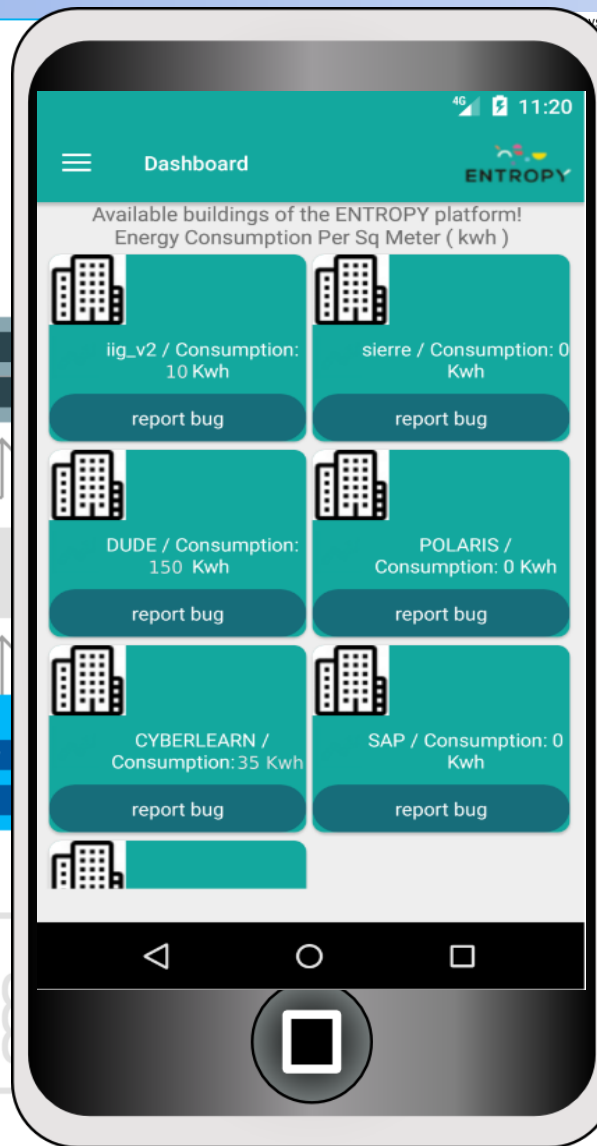 4G 11:20
Dashboard
ENTROPY
Available buildings of the ENTROPY platform!
Energy Consumption Per Sq Meter ( kwh )
iig_v2 / Consumption:
10 Kwh
report bug
sierre / Consumption: 0
Kwh
report bug
DUDE / Consumption:
150 Kwh
report bug
POLARIS /
Consumption: 0 Kwh
report bug
CYBERLEARN /
Consumption: 35 Kwh
report bug
SAP / Consumption: 0
Kwh
report bug